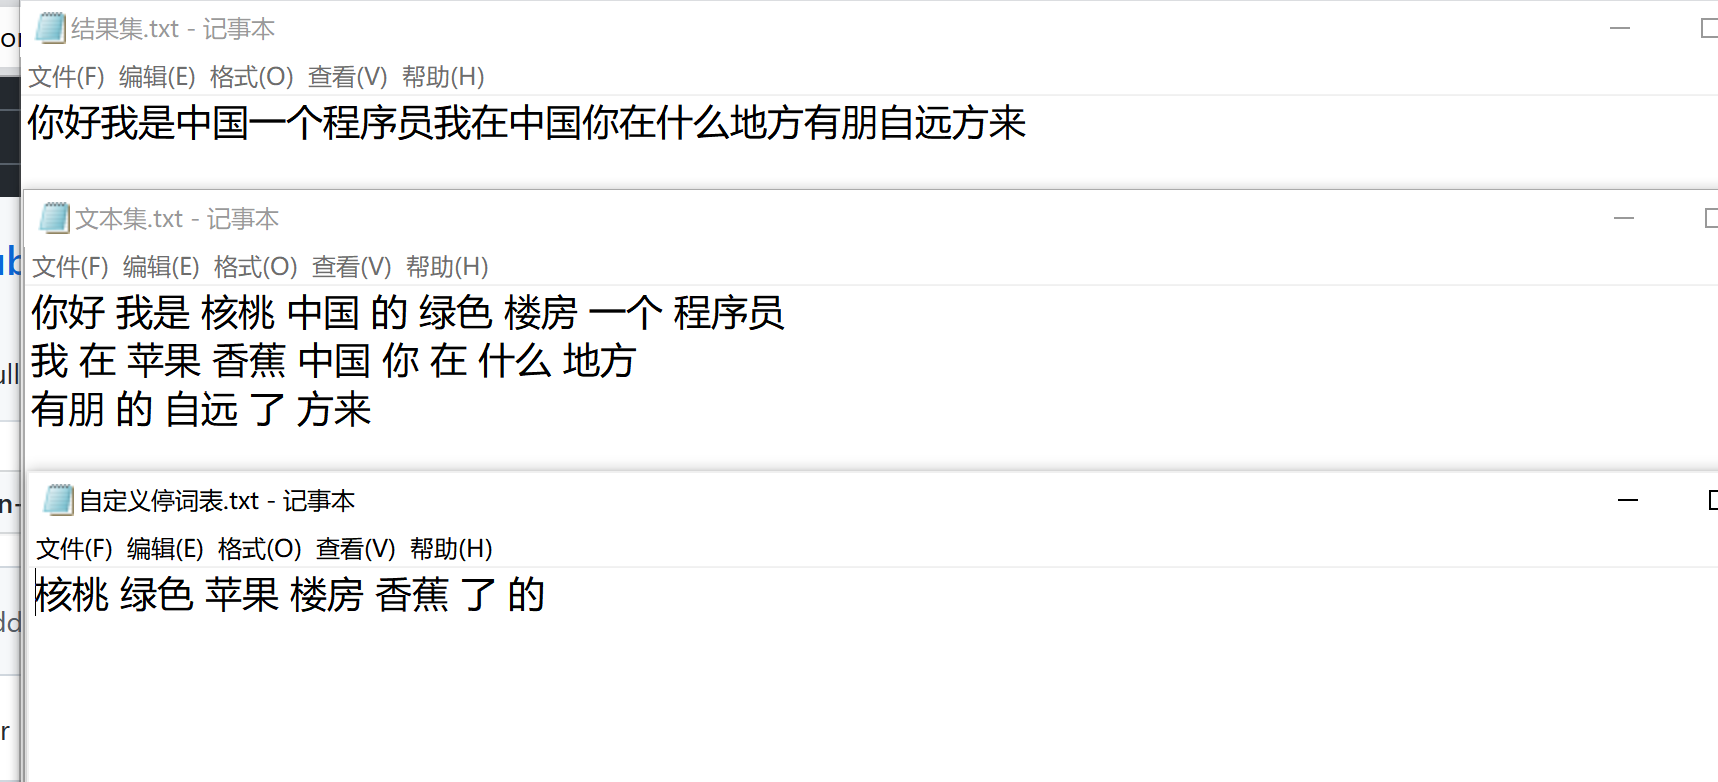 结果集.txt - 记事本
文件(F) 编辑(E) 格式(O) 查看(V) 帮助(H)
你好我是中国一个程序员我在中国你在什么地方有朋自远方来
文本集.txt - 记事本
文件(F) 编辑(E) 格式(O) 查看(V) 帮助(H)
你好 我是 核桃 中国 的 绿色 楼房 一个 程序员
我 在 苹果 香蕉 中国 你 在 什么 地方
有朋 的 自远 了 方来
自定义停词表.txt - 记事本
文件(F) 编辑(E) 格式(O) 查看(V) 帮助(H)
核桃 绿色 苹果 楼房 香蕉 了 的